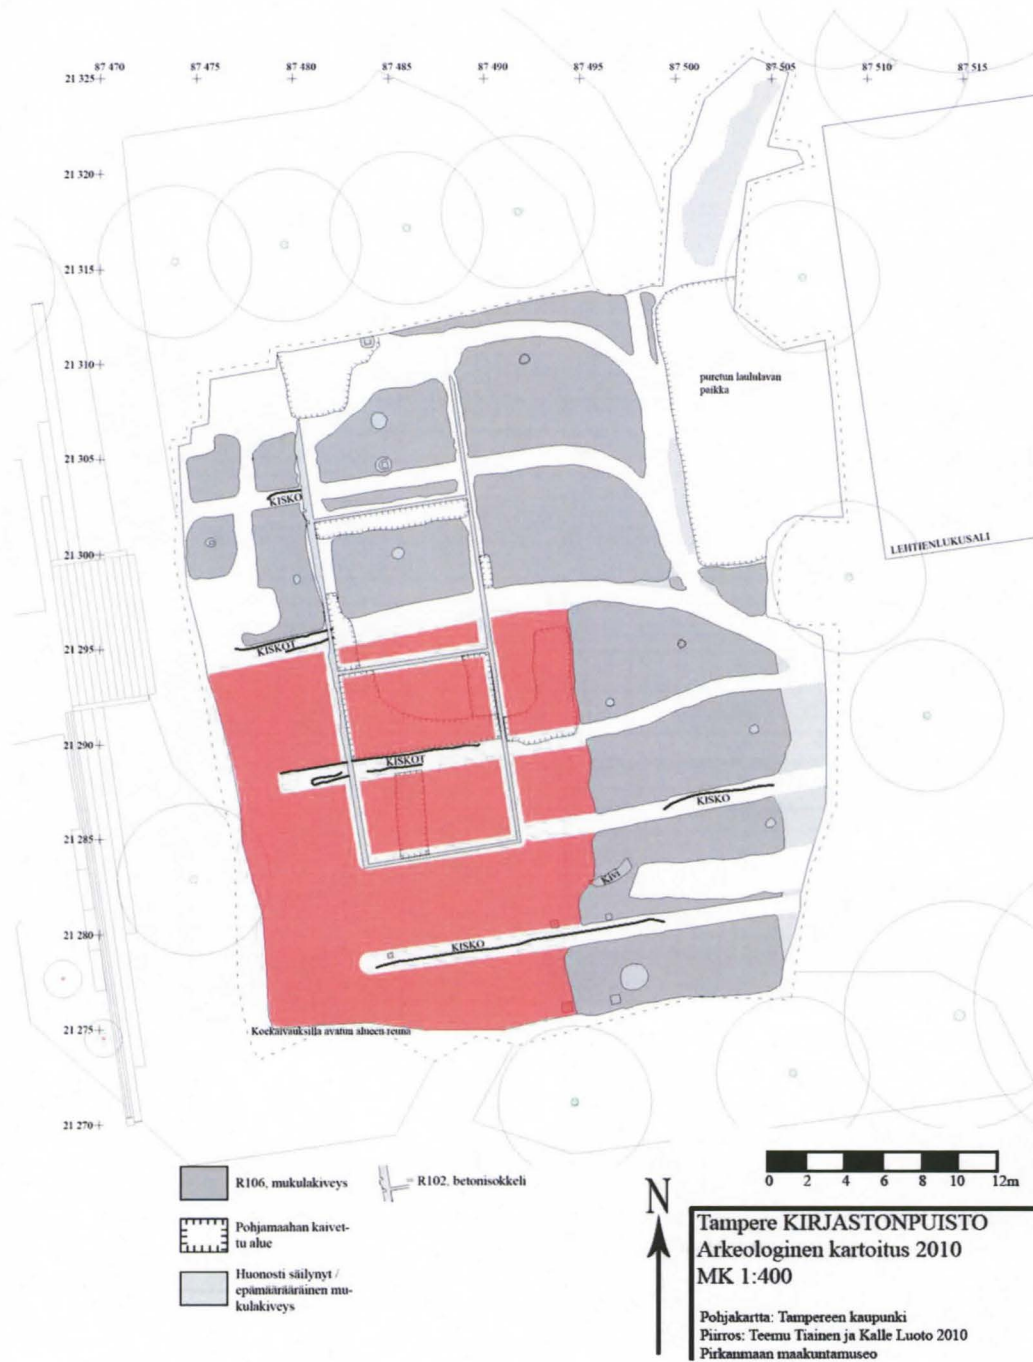 87 470
87 475
87 480
87 485
87 490
87 495
87 500
87 505
87 510
87 515
21 325
21 320
21 315
21 310
21 305
21 300
21 295
21 290
21 285
21 280
21 275
21 270
puretun laululavan
paikka
KISKO
LEHTIENLUKUSALI
KISKOT
KISKOT
KISKO
Kivi
KISKO
Koekaivauksilla avatun alueen reuna
R106, mukulakiveys
= R102, betonisokkeli
Pohjamaahan kaivet-
tu alue
Huonosti säilynyt /
epämääräräinen mu-
kulakiveys
0 2 4 6 8 10 12m
N
Tampere KIRJASTONPUISTO
Arkeologinen kartoitus 2010
MK 1:400
Pohjakartta: Tampereen kaupunki
Piirros: Teemu Tiainen ja Kalle Luoto 2010
Pirkanmaan maakuntamuseo